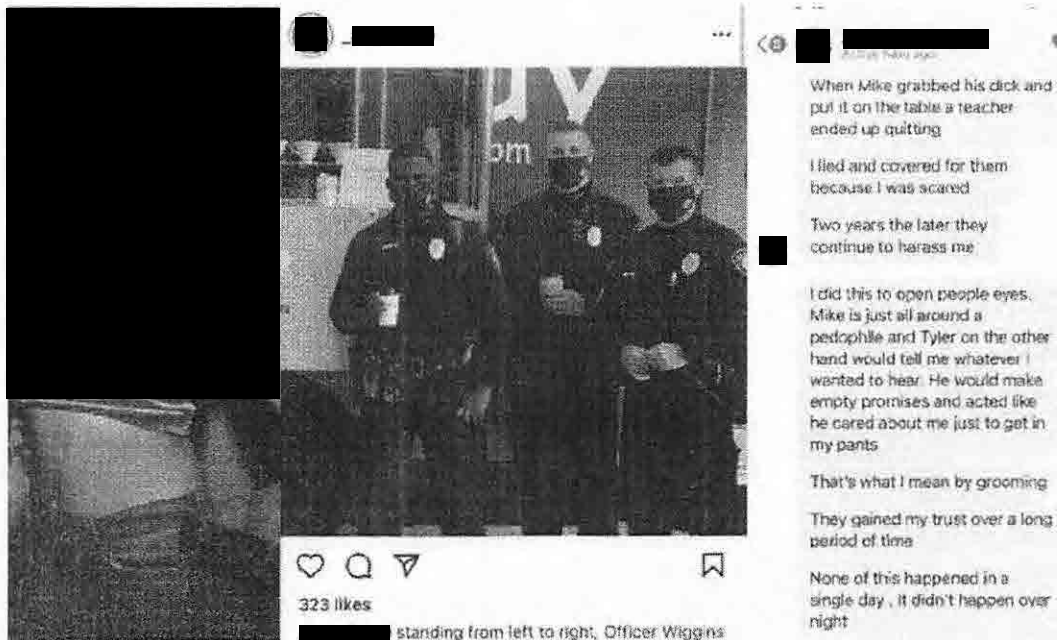 om
323 likes
standing from left to right, Officer Wiggins
When Mike grabbed his dick and
put it on the table a teacher
ended up quitting
I lied and covered for them
because I was scared
Two years the later they
continue to harass me
I did this to open people eyes.
Mike is just all around a
pedophile and Tyler on the other
hand would tell me whatever I
wanted to hear. He would make
empty promises and acted like
he cared about me just to get in
my pants
That's what I mean by grooming
They gained my trust over a long
period of time
None of this happened in a
single day , it didn't happen over
night